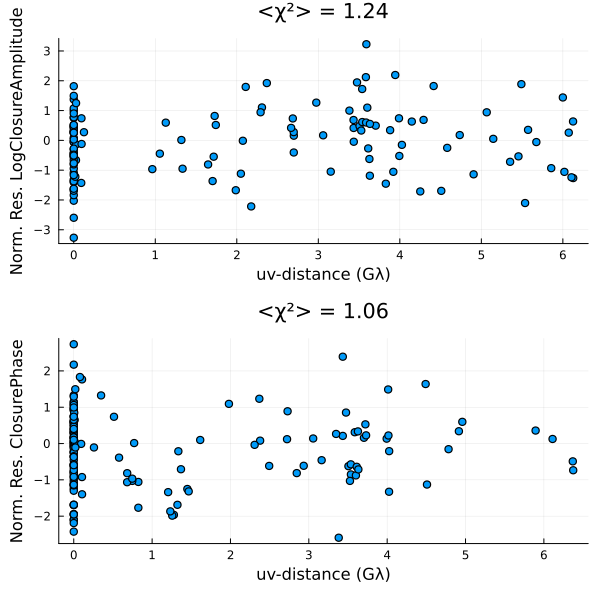 <χ²> = 1.24
Norm. Res. LogClosureAmplitude
3
2
1
0
−1
−2
−3
0 1 2 3 4 5 6
uv-distance (Gλ)
<χ²> = 1.06
Norm. Res. ClosurePhase
2
1
0
−1
−2
0 1 2 3 4 5 6
uv-distance (Gλ)